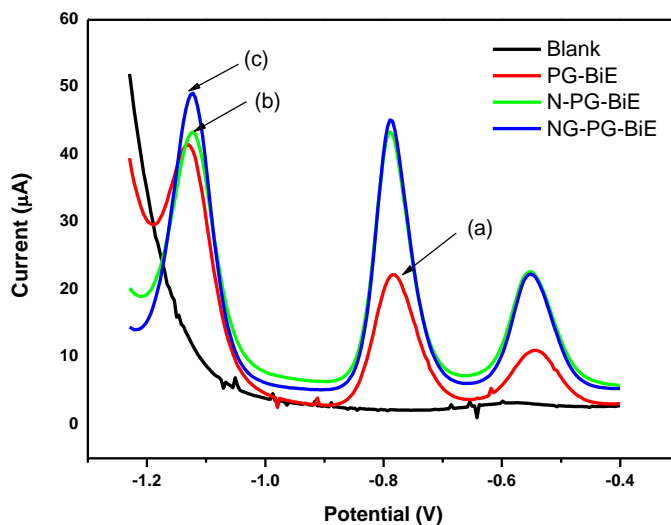 60
50
40
30
20
10
0
Current (μA)
(c)
(b)
(a)
Blank
PG-BiE
N-PG-BiE
NG-PG-BiE
-1.2 -1.0 -0.8 -0.6 -0.4
Potential (V)